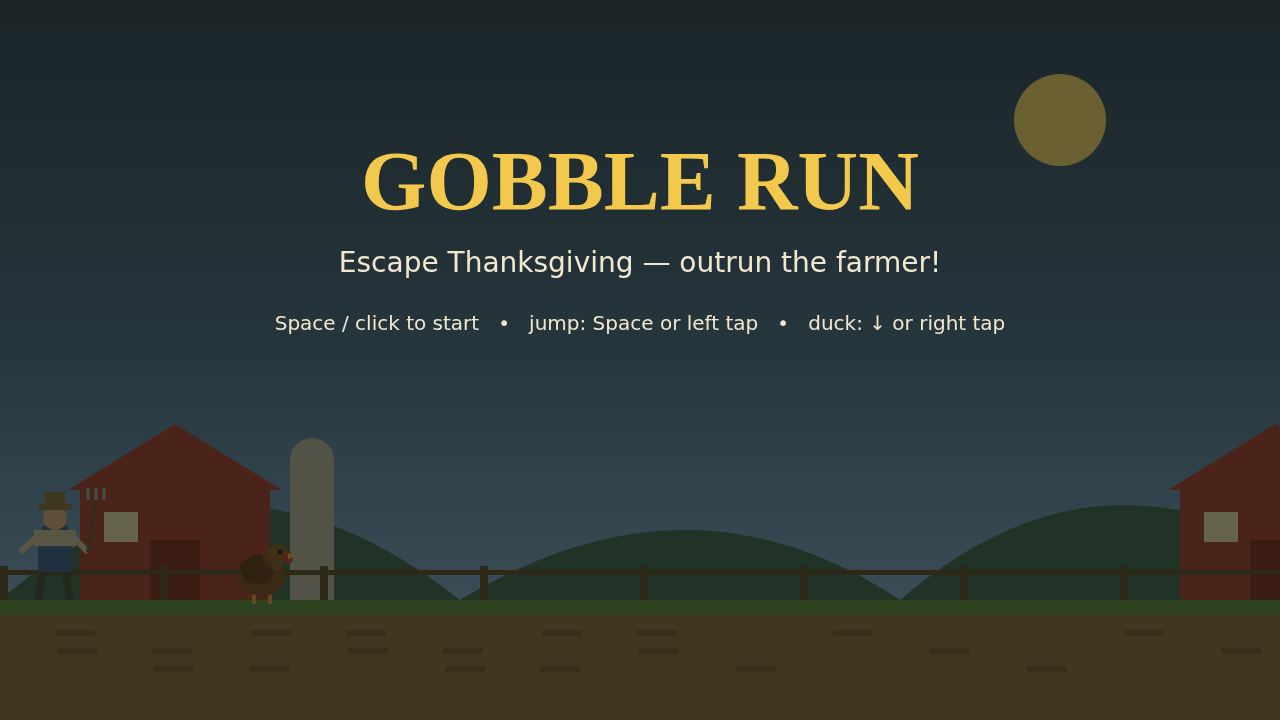 GOBBLE RUN
Escape Thanksgiving — outrun the farmer!
Space / click to start • jump: Space or left tap • duck: ↓ or right tap